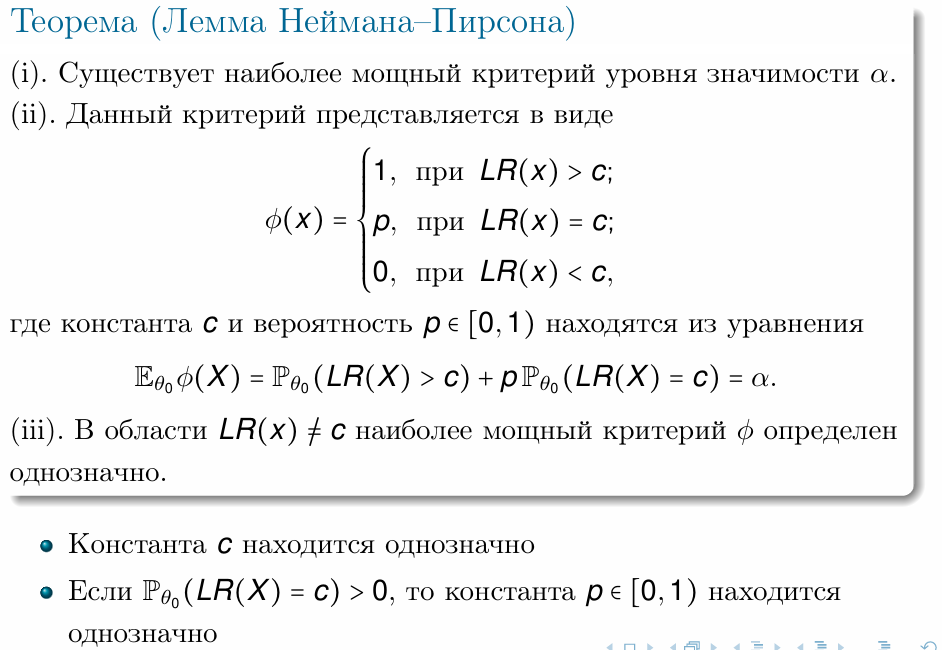 Теорема (Лемма Неймана–Пирсона)
(i). Существует наиболее мощный критерий уровня значимости α.
(ii). Данный критерий представляется в виде
1, при LR(x) > c;
ϕ(x) = { p, при LR(x) = c;
0, при LR(x) < c,
где константа c и вероятность p ∈ [0, 1) находятся из уравнения
𝔼θ₀ϕ(X) = ℙθ₀(LR(X) > c) + p ℙθ₀(LR(X) = c) = α.
(iii). В области LR(x) ≠ c наиболее мощный критерий ϕ определен
однозначно.
Константа c находится однозначно
Если ℙθ₀(LR(X) = c) > 0, то константа p ∈ [0, 1) находится
однозначно